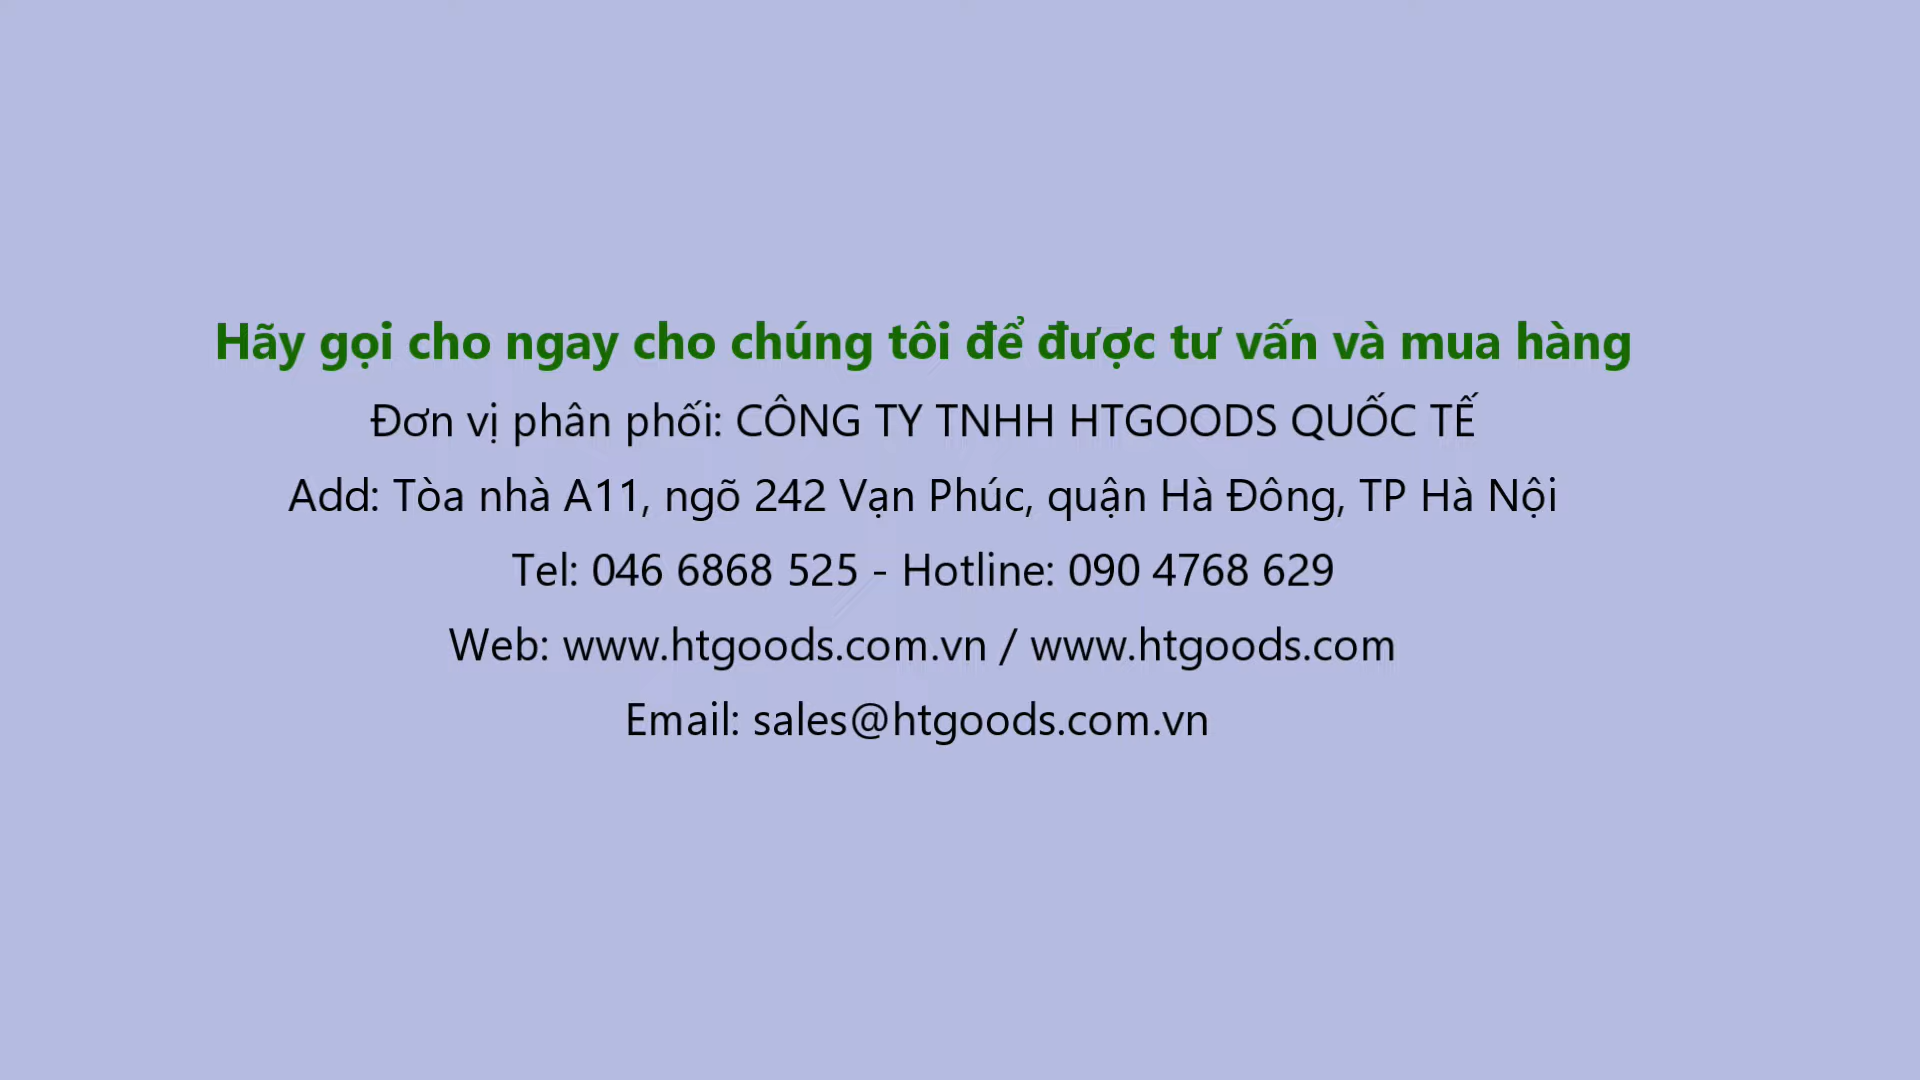 Hãy gọi cho ngay cho chúng tôi để được tư vấn và mua hàng
Đơn vị phân phối: CÔNG TY TNHH HTGOODS QUỐC TẾ
Add: Tòa nhà A11, ngõ 242 Vạn Phúc, quận Hà Đông, TP Hà Nội
Tel: 046 6868 525 - Hotline: 090 4768 629
Web: www.htgoods.com.vn / www.htgoods.com
Email: sales@htgoods.com.vn